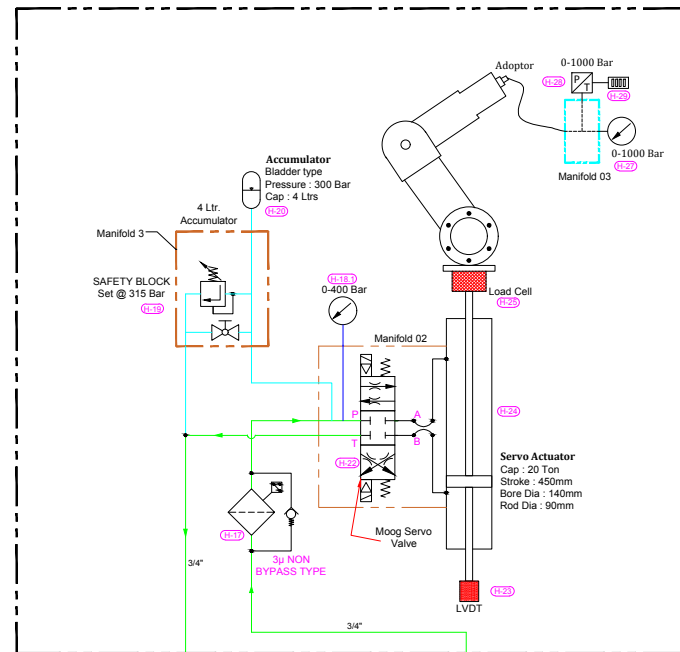 Adoptor
0-1000 Bar
H-28
P
T
H-29
0-1000 Bar
H-27
Manifold 03
Accumulator
Bladder type
Pressure : 300 Bar
Cap : 4 Ltrs
H-20
4 Ltr.
Accumulator
Manifold 3
SAFETY BLOCK
Set @ 315 Bar
H-19
H-18.1
0-400 Bar
Load Cell
H-25
Manifold 02
P
A
T
B
H-24
H-22
Servo Actuator
Cap : 20 Ton
Stroke : 450mm
Bore Dia : 140mm
Rod Dia : 90mm
Moog Servo
Valve
H-17
3µ NON
BYPASS TYPE
3/4"
H-23
LVDT
3/4"